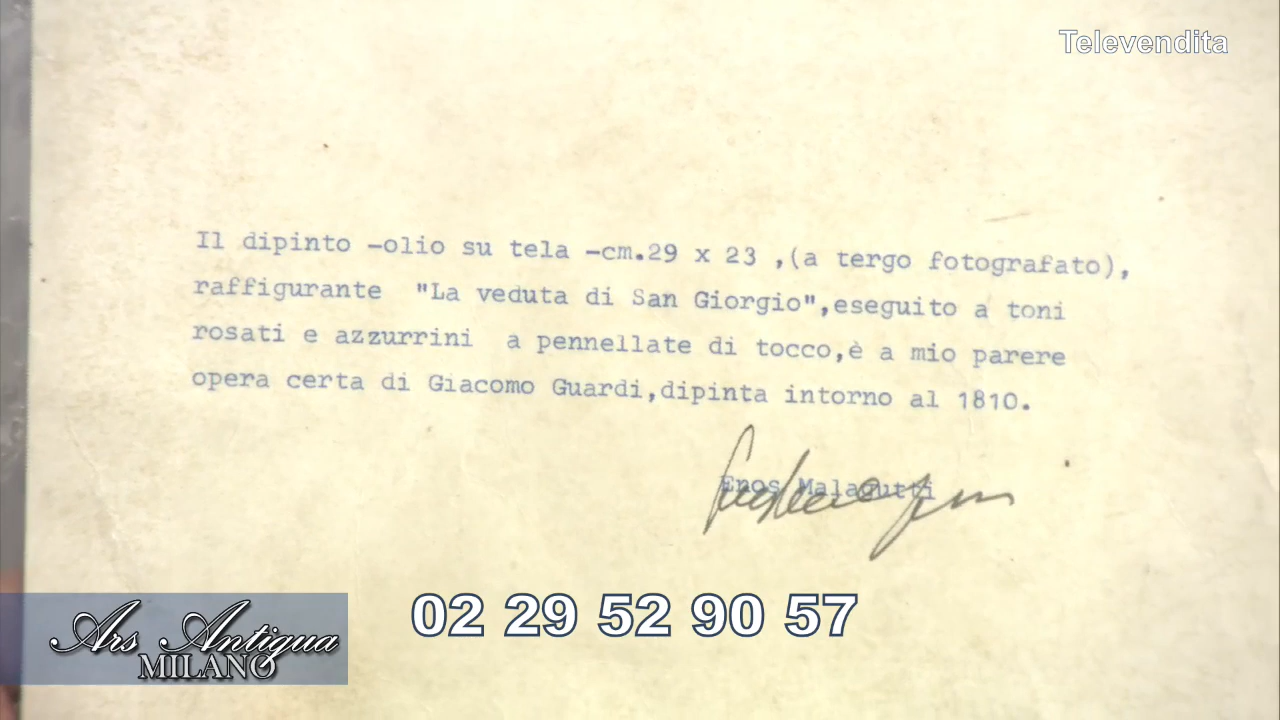 Televendita
Il dipinto -olio su tela -cm.29 x 23 ,(a tergo fotografato),
raffigurante "La veduta di San Giorgio",eseguito a toni
rosati e azzurrini a pennellate di tocco,è a mio parere
opera certa di Giacomo Guardi,dipinta intorno al 1810.
Enos Malagutti
02 29 52 90 57
Ars Antiqua
MILANO